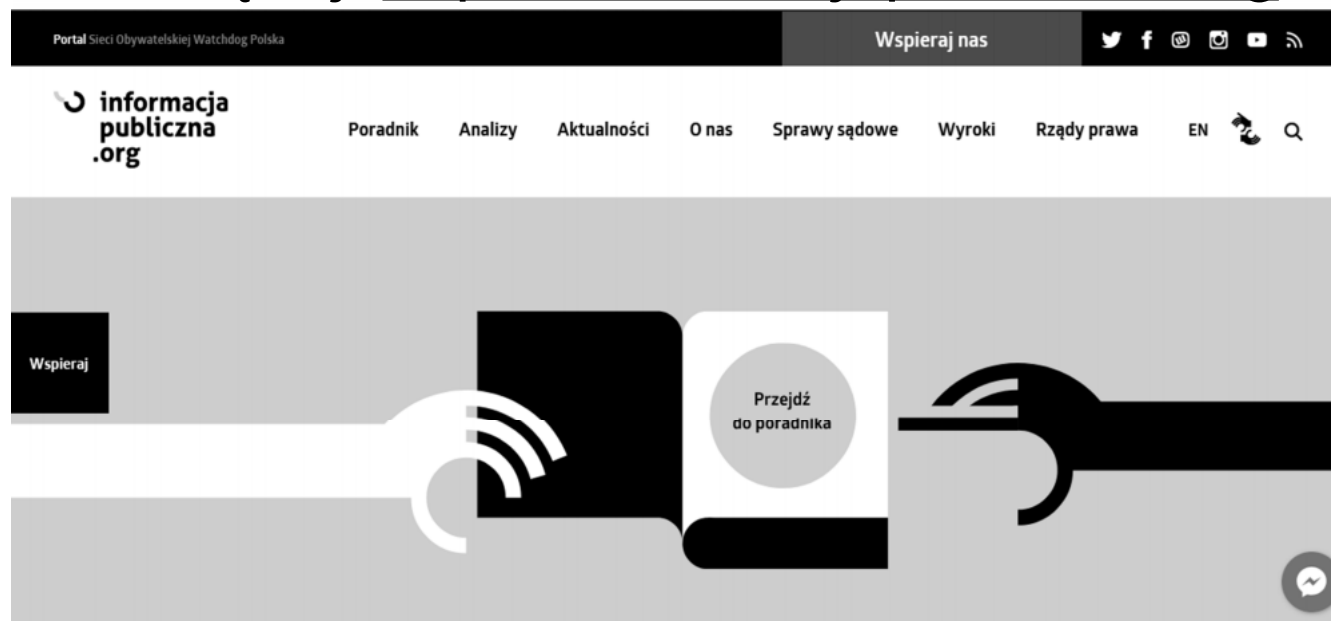 Portal Sieci Obywatelskiej Watchdog Polska
Wspieraj nas
informacja
publiczna
.org
Poradnik Analizy Aktualności O nas Sprawy sądowe Wyroki Rządy prawa EN
Wspieraj
Przejdź
do poradnika